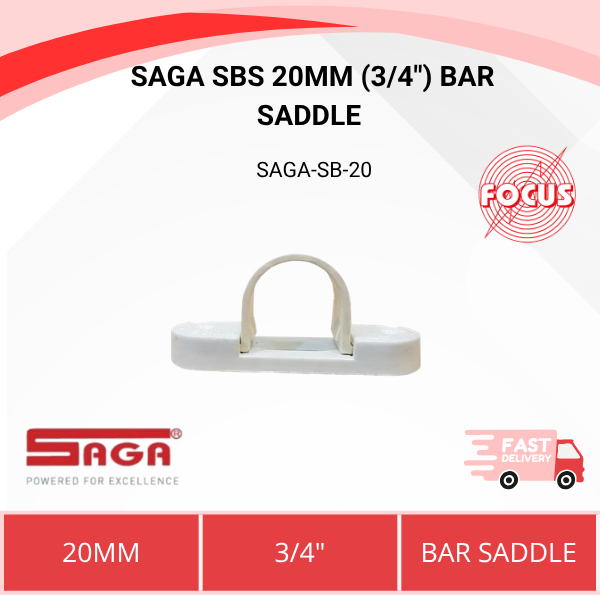 SAGA SBS 20MM (3/4") BAR
SADDLE
SAGA-SB-20
FOCUS
SAGA®
POWERED FOR EXCELLENCE
FAST
DELIVERY
20MM
3/4"
BAR SADDLE